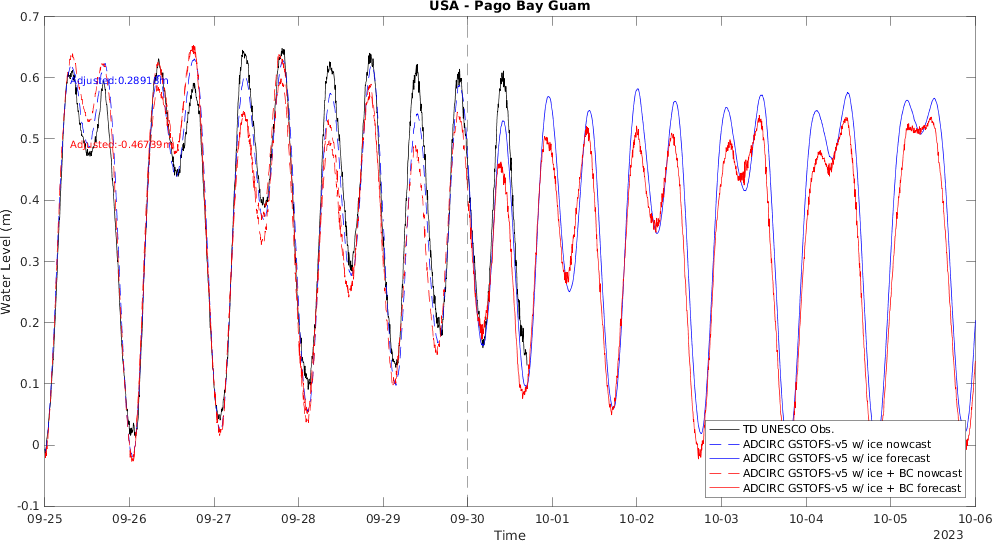 USA - Pago Bay Guam
0.7
0.6
0.5
0.4
0.3
0.2
0.1
0
-0.1
Water Level (m)
Adjusted:0.28918m
Adjusted:-0.46739m
TD UNESCO Obs.
ADCIRC GSTOFS-v5 w/ ice nowcast
ADCIRC GSTOFS-v5 w/ ice forecast
ADCIRC GSTOFS-v5 w/ ice + BC nowcast
ADCIRC GSTOFS-v5 w/ ice + BC forecast
09-25 09-26 09-27 09-28 09-29 09-30 10-01 10-02 10-03 10-04 10-05 10-06
Time
2023